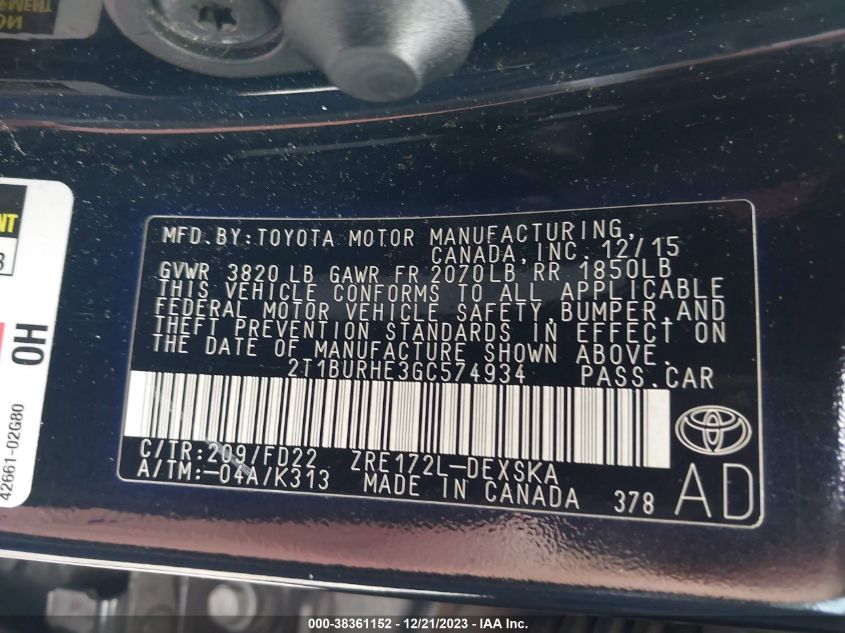 MFD.BY:TOYOTA MOTOR MANUFACTURING,
CANADA,INC. 12/15
GVWR 3820 LB GAWR FR 2070LB RR 1850LB
THIS VEHICLE CONFORMS TO ALL APPLICABLE
FEDERAL MOTOR VEHICLE SAFETY,BUMPER,AND
THEFT PREVENTION STANDARDS IN EFFECT ON
THE DATE OF MANUFACTURE SHOWN ABOVE.
2T1BURHE3GC574934 PASS.CAR
C/TR:209/FD22 ZRE172L-DEXSKA
A/TM:-04A/K313 MADE IN CANADA 378
AD
OH
42661-02G80
000-38361152 - 12/21/2023 - IAA Inc.